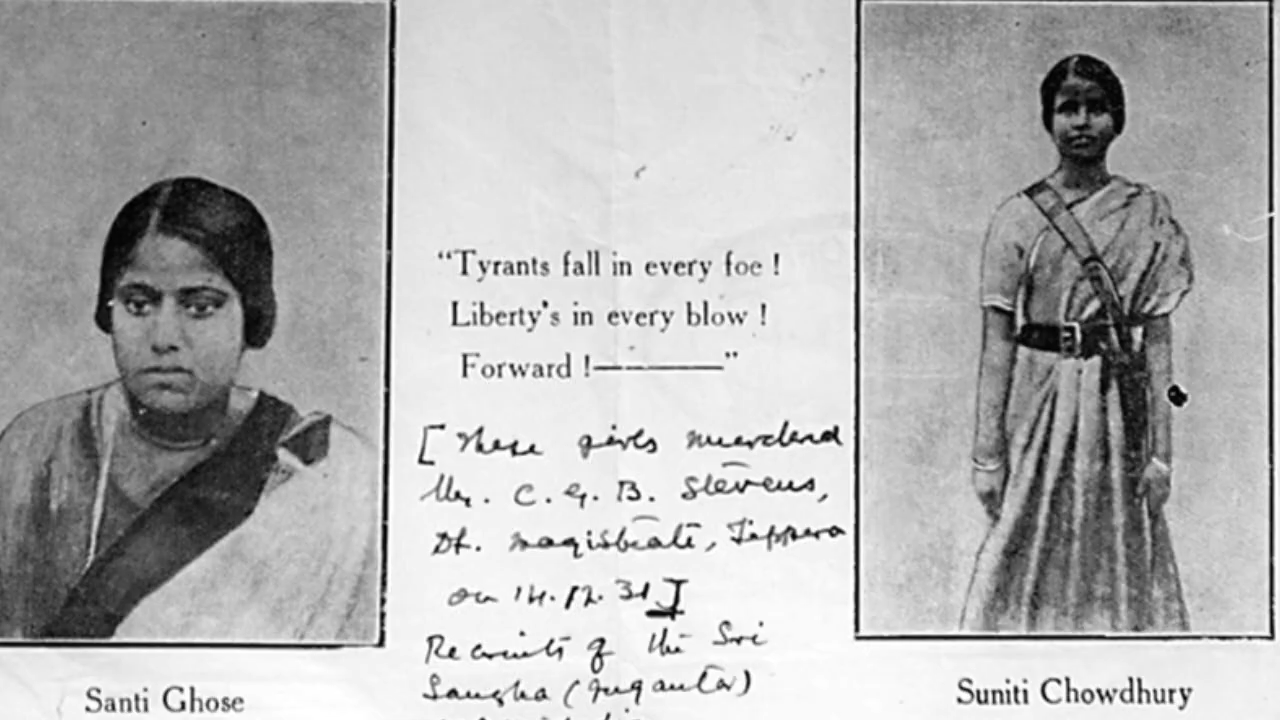 “Tyrants fall in every foe !
Liberty's in every blow !
Forward !————”
[ These girls murdered
Mr. C. G. B. Stevens,
Dt. magistrate, Tippera
on 14.12.31]
Recruits of the Sri
Sangha (Jugantar)
Santi Ghose
Suniti Chowdhury